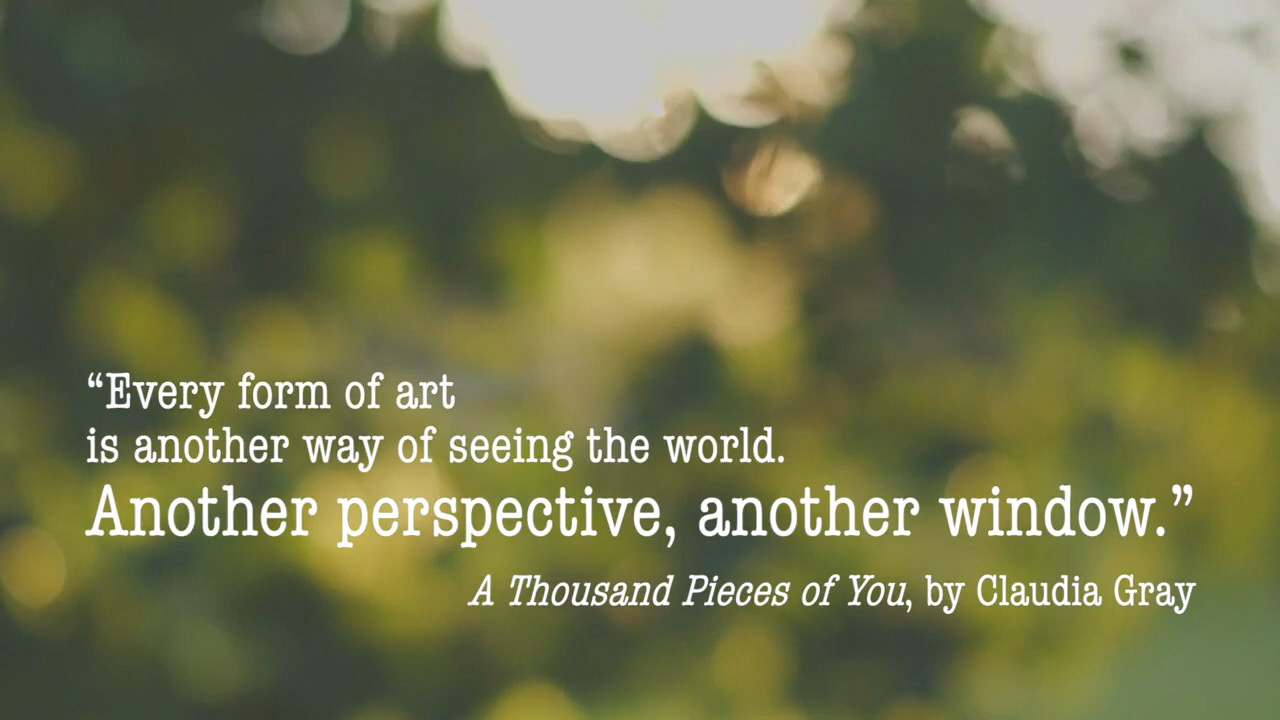 “Every form of art
is another way of seeing the world.
Another perspective, another window.”
A Thousand Pieces of You, by Claudia Gray